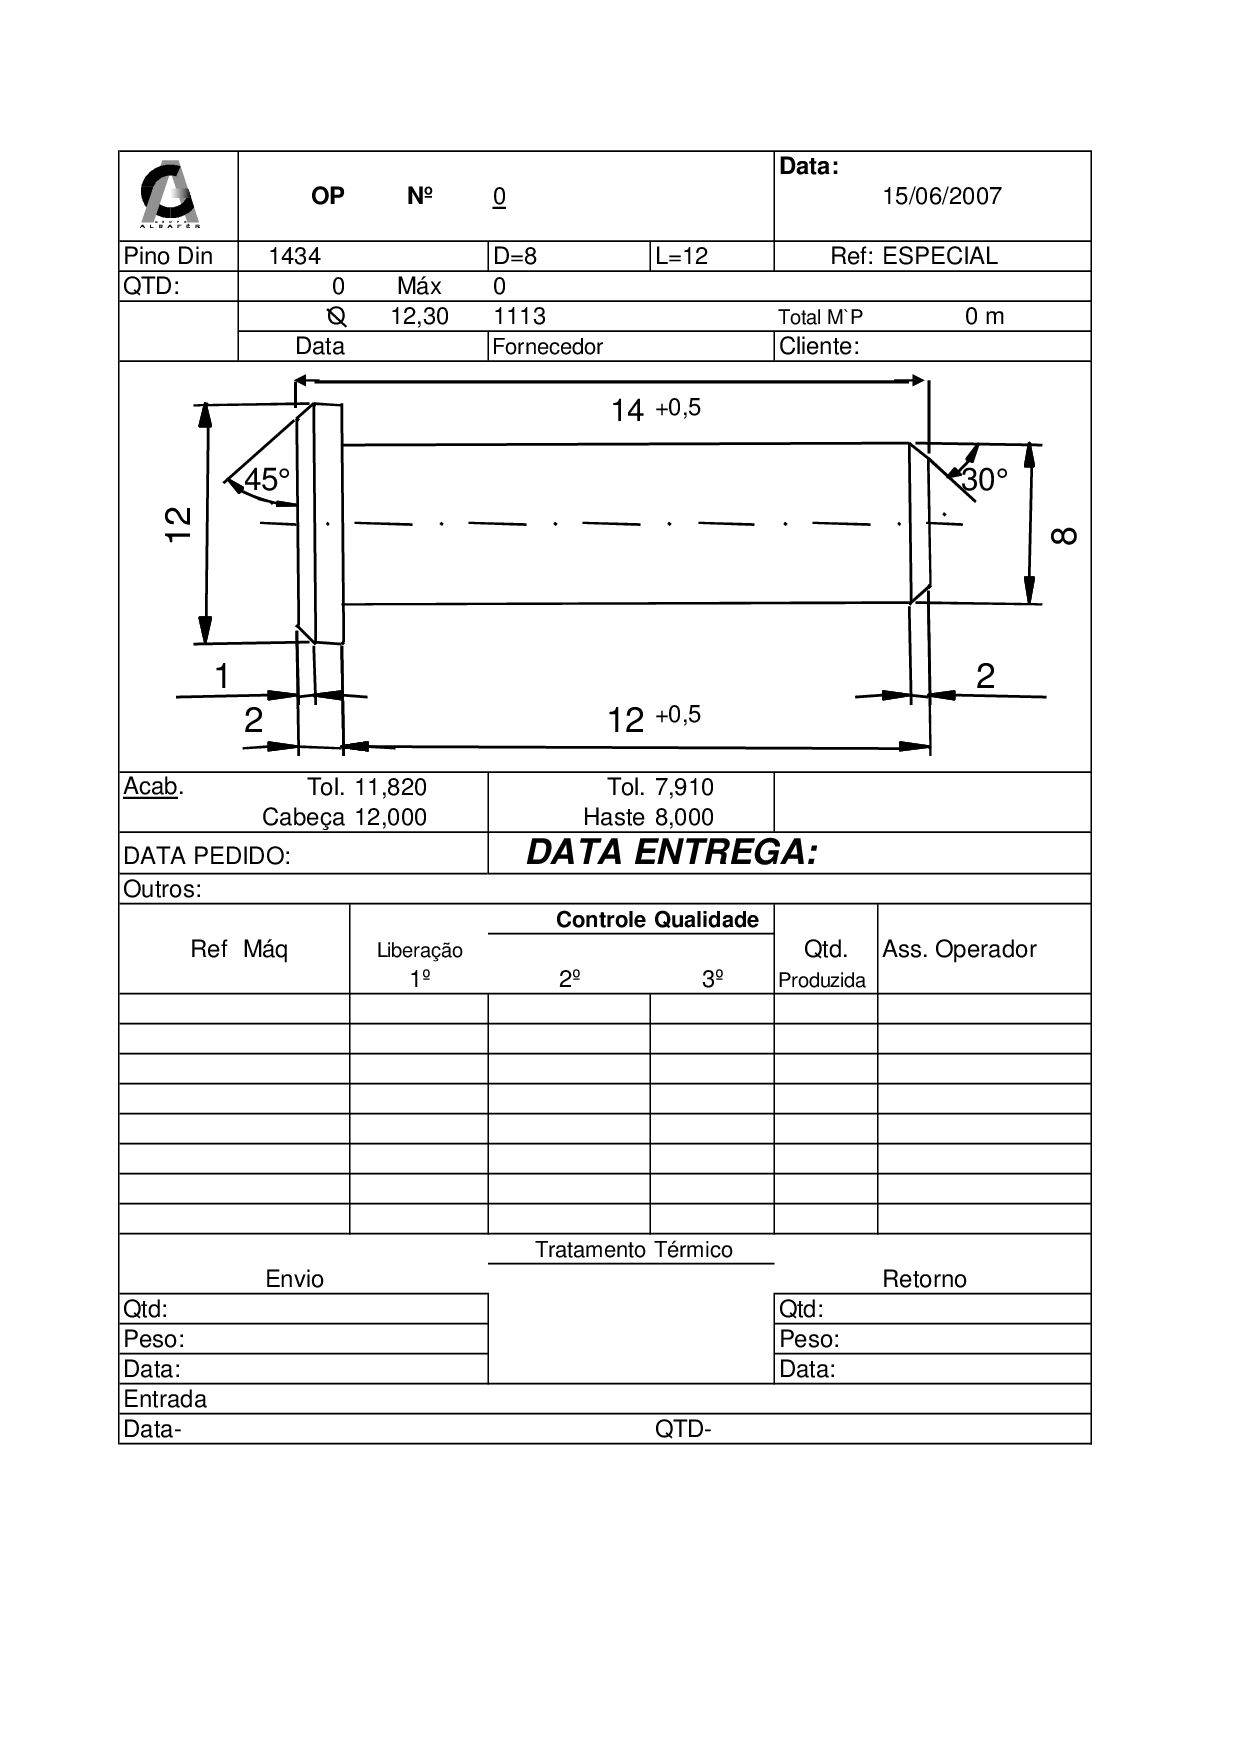 GRUPO
ALBAFER
Data:
OP Nº 0 15/06/2007
Pino Din 1434 D=8 L=12 Ref: ESPECIAL
QTD: 0 Máx 0
Ø 12,30 1113 Total M`P 0 m
Data Fornecedor Cliente:
14 +0,5
45° 30°
12 8
1 2
2 12 +0,5
Acab. Tol. 11,820 Tol. 7,910
Cabeça 12,000 Haste 8,000
DATA PEDIDO: DATA ENTREGA:
Outros:
Controle Qualidade
Ref Máq Liberação Qtd. Ass. Operador
1º 2º 3º Produzida
Tratamento Térmico
Envio Retorno
Qtd: Qtd:
Peso: Peso:
Data: Data:
Entrada
Data- QTD-